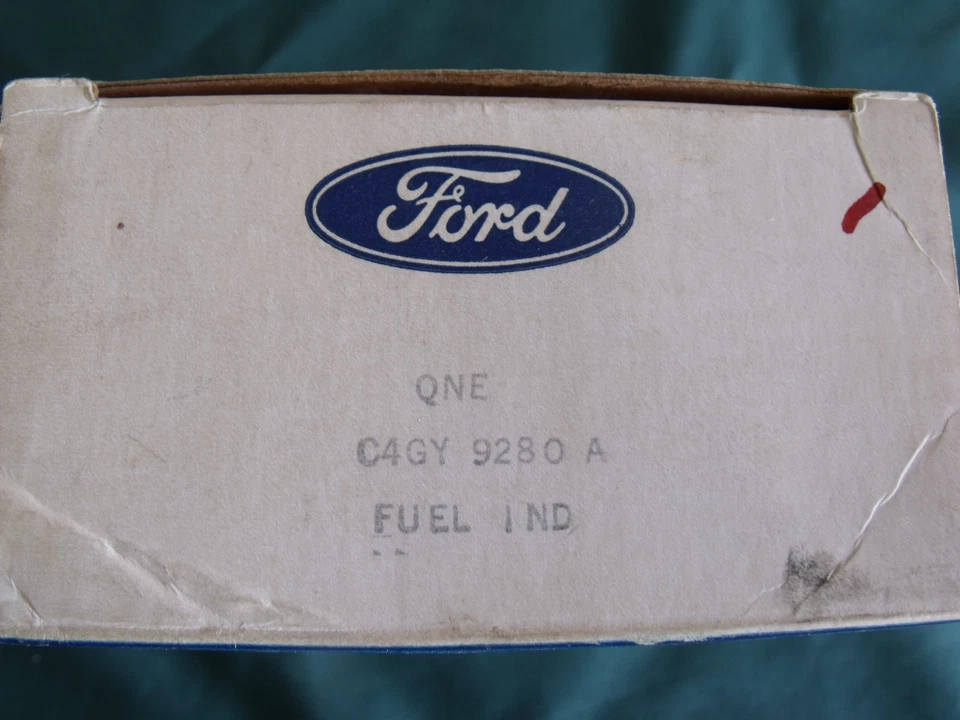 Ford
QNE
C4GY 9280 A
FUEL IND